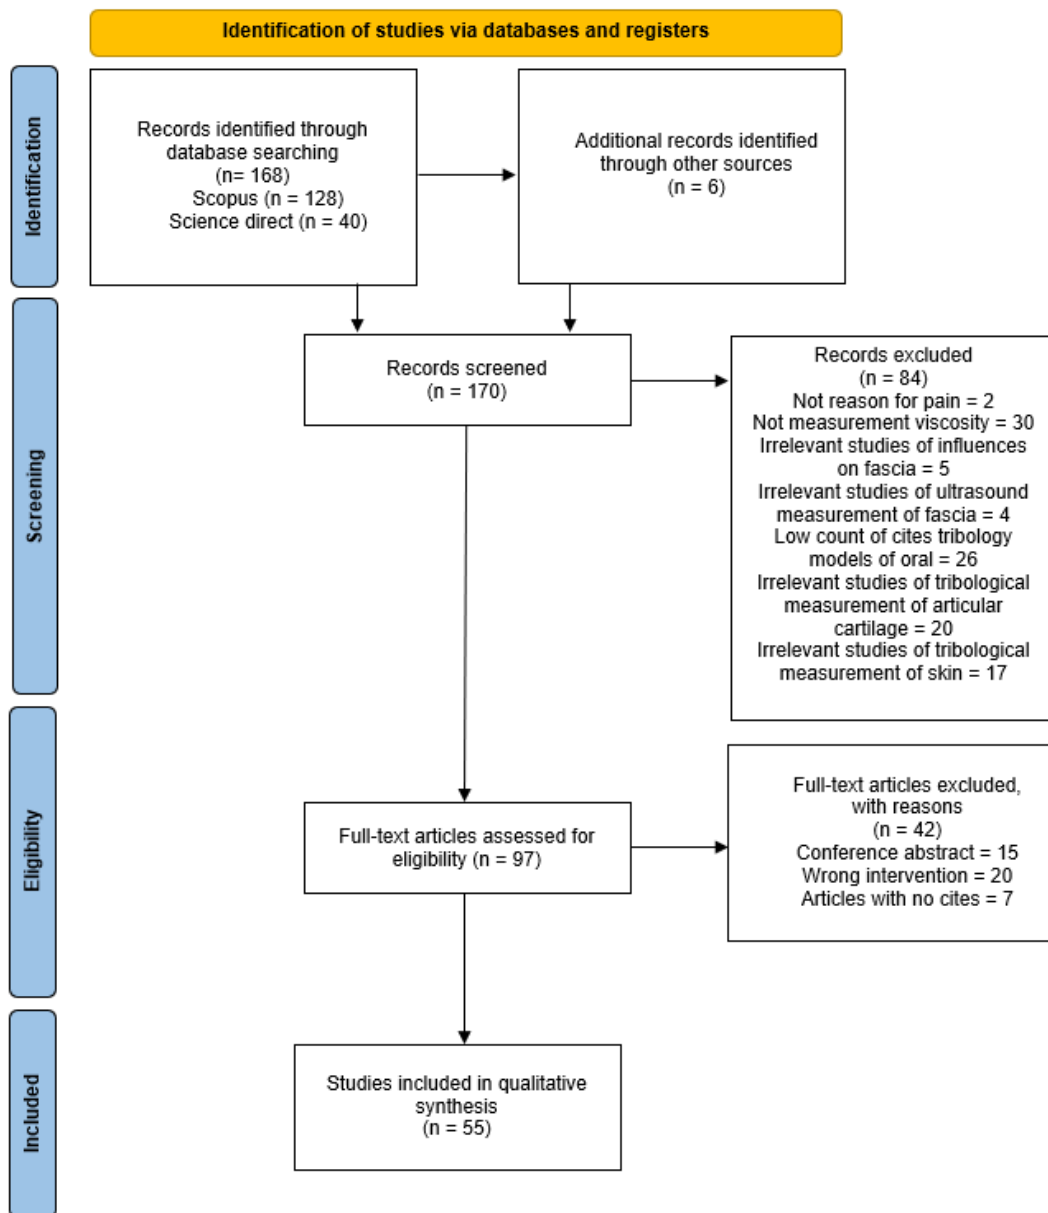 Identification of studies via databases and registers
Identification
Records identified through
database searching
(n= 168)
Scopus (n = 128)
Science direct (n = 40)
Additional records identified
through other sources
(n = 6)
Screening
Records screened
(n = 170)
Records excluded
(n = 84)
Not reason for pain = 2
Not measurement viscosity = 30
Irrelevant studies of influences
on fascia = 5
Irrelevant studies of ultrasound
measurement of fascia = 4
Low count of cites tribology
models of oral = 26
Irrelevant studies of tribological
measurement of articular
cartilage = 20
Irrelevant studies of tribological
measurement of skin = 17
Eligibility
Full-text articles assessed for
eligibility (n = 97)
Full-text articles excluded,
with reasons
(n = 42)
Conference abstract = 15
Wrong intervention = 20
Articles with no cites = 7
Included
Studies included in qualitative
synthesis
(n = 55)